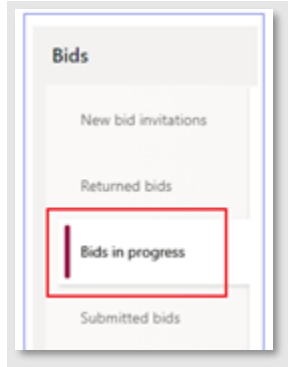 Bids
New bid invitations
Returned bids
Bids in progress
Submitted bids